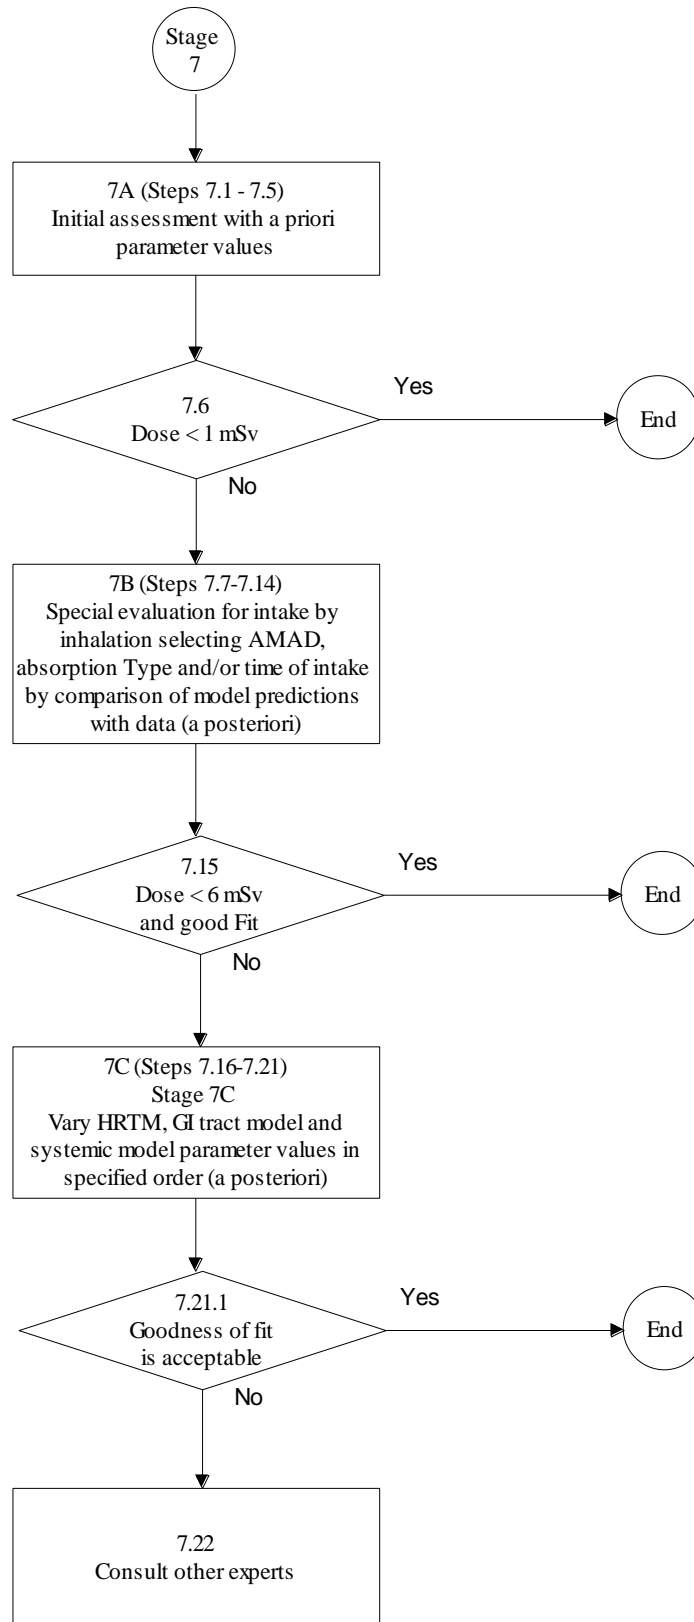 Stage
7
7A (Steps 7.1 - 7.5)
Initial assessment with a priori
parameter values
7.6
Dose < 1 mSv
Yes
End
No
7B (Steps 7.7-7.14)
Special evaluation for intake by
inhalation selecting AMAD,
absorption Type and/or time of intake
by comparison of model predictions
with data (a posteriori)
7.15
Dose < 6 mSv
and good Fit
Yes
End
No
7C (Steps 7.16-7.21)
Stage 7C
Vary HRTM, GI tract model and
systemic model parameter values in
specified order (a posteriori)
7.21.1
Goodness of fit
is acceptable
Yes
End
No
7.22
Consult other experts